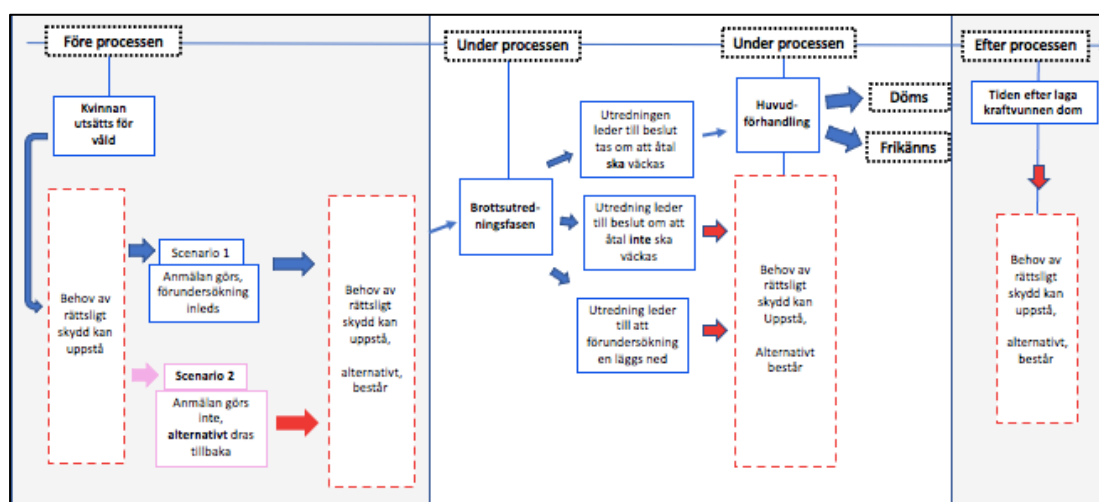 Före processen
Kvinnan
utsätts för
våld
Behov av
rättsligt
skydd kan
uppstå
Scenario 1
Anmälan görs,
förundersökning
inleds
Scenario 2
Anmälan görs
inte,
alternativt dras
tillbaka
Behov av
rättsligt
skydd kan
uppstå,
alternativt,
består
Under processen
Brottsutred-
ningsfasen
Utredningen
leder till beslut
tas om att åtal
ska väckas
Utredning leder
till beslut om att
åtal inte ska
väckas
Utredning leder
till att
förundersökning
en läggs ned
Under processen
Huvud-
förhandling
Döms
Frikänns
Behov av
rättsligt
skydd kan
Uppstå,
Alternativt
består
Efter processen
Tiden efter laga
kraftvunnen dom
Behov av
rättsligt
skydd kan
uppstå,
alternativt,
består